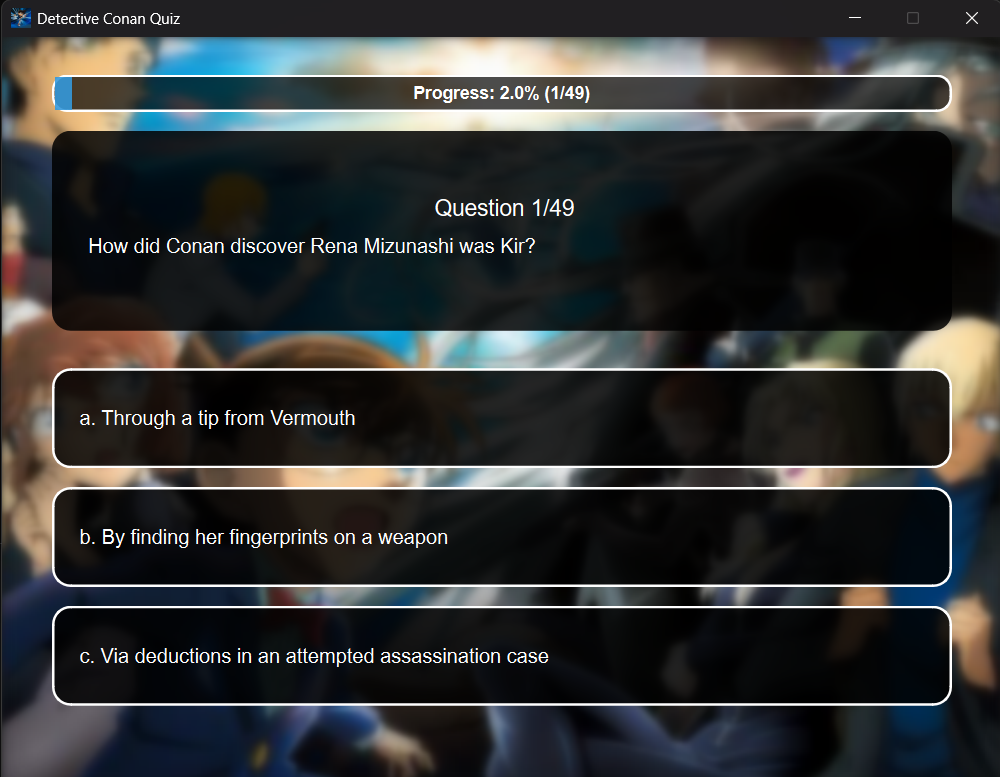 Detective Conan Quiz
Progress: 2.0% (1/49)
Question 1/49
How did Conan discover Rena Mizunashi was Kir?
a. Through a tip from Vermouth
b. By finding her fingerprints on a weapon
c. Via deductions in an attempted assassination case